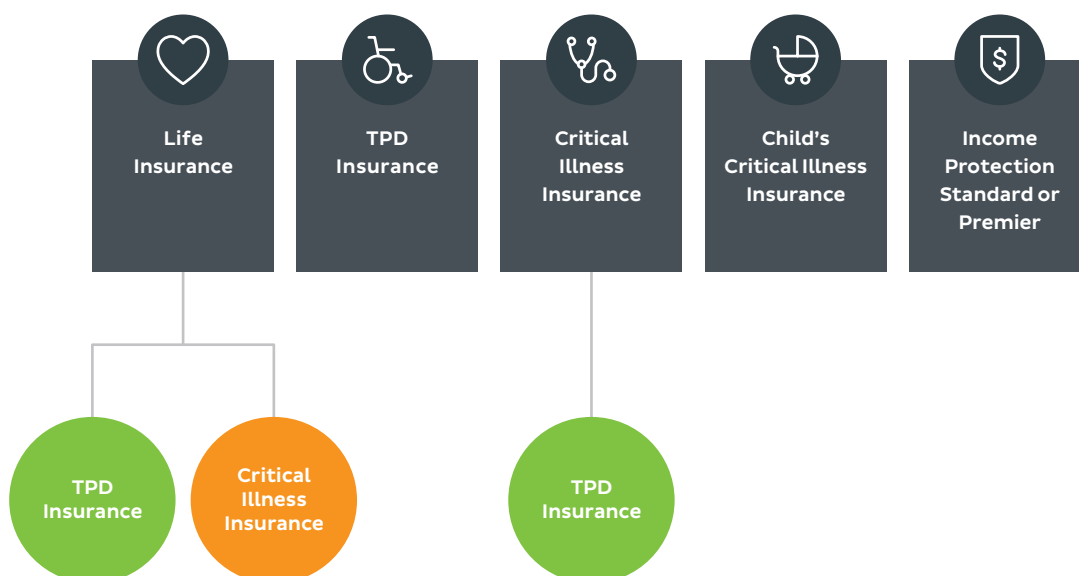 Life
Insurance
TPD
Insurance
Critical
Illness
Insurance
Child’s
Critical Illness
Insurance
$
Income
Protection
Standard or
Premier
TPD
Insurance
Critical
Illness
Insurance
TPD
Insurance